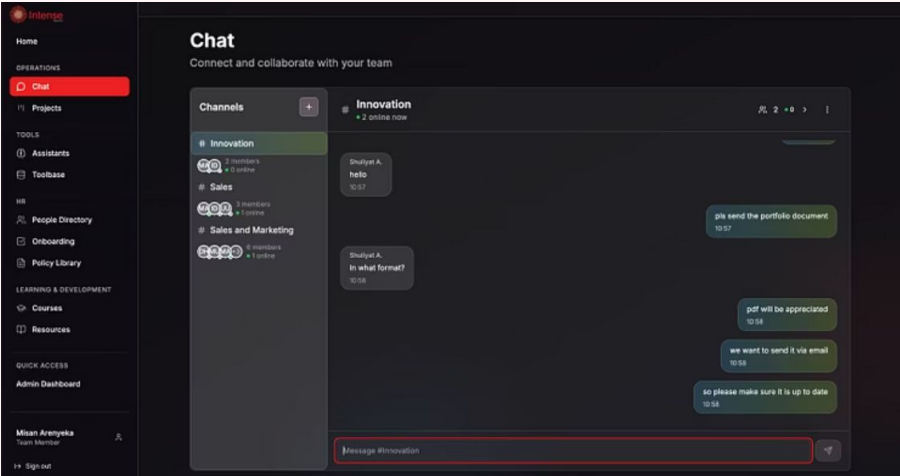 Intense
Home
OPERATIONS
Chat
Projects
TOOLS
Assistants
Toolbase
HR
People Directory
Onboarding
Policy Library
LEARNING & DEVELOPMENT
Courses
Resources
QUICK ACCESS
Admin Dashboard
Misan Arenyeka
Team Member
Sign out
Chat
Connect and collaborate with your team
Channels
+
# Innovation
2 members
0 online
# Sales
3 members
1 online
# Sales and Marketing
6 members
1 online
# Innovation
2 online now
2 0 >
Shuliyat A.
hello
10:57
pls send the portfolio document
10:57
Shuliyat A.
In what format?
10:58
pdf will be appreciated
10:58
we want to send it via email
10:58
so please make sure it is up to date
10:58
Message #Innovation